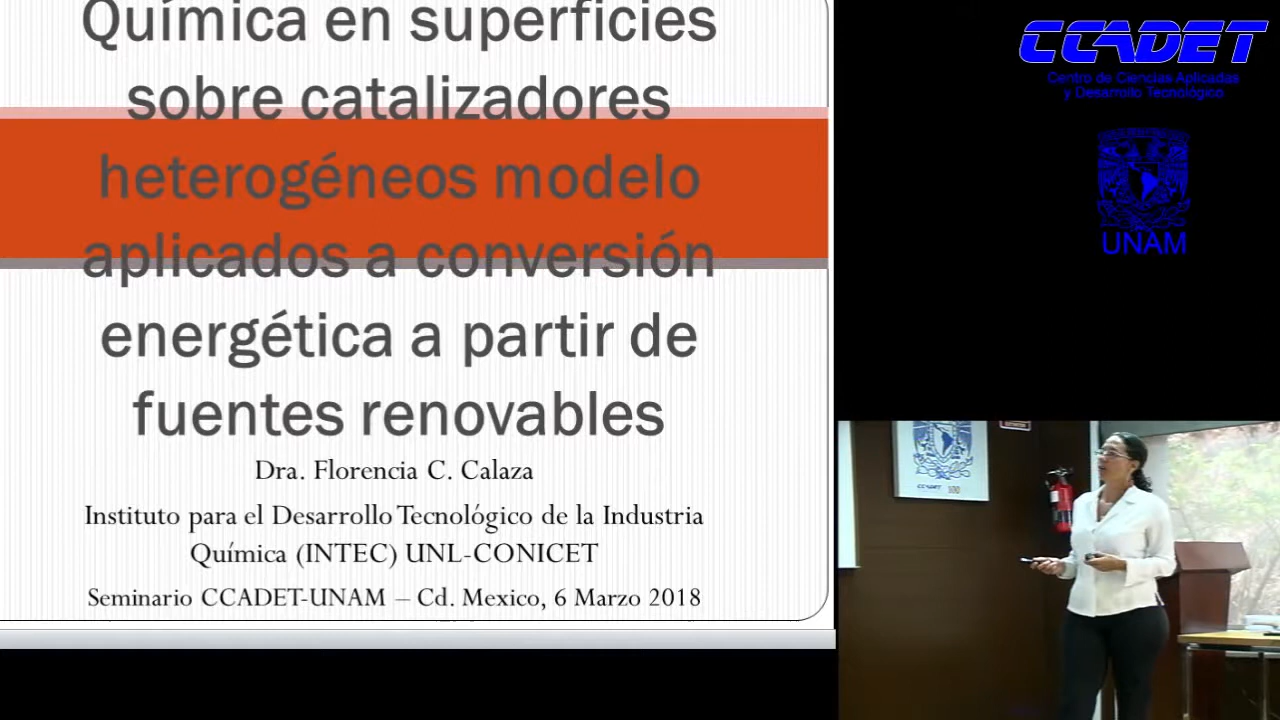 Química en superficies
sobre catalizadores
heterogéneos modelo
aplicados a conversión
energética a partir de
fuentes renovables
Dra. Florencia C. Calaza
Instituto para el Desarrollo Tecnológico de la Industria
Química (INTEC) UNL-CONICET
Seminario CCADET-UNAM – Cd. Mexico, 6 Marzo 2018
CCADET
Centro de Ciencias Aplicadas
y Desarrollo Tecnológico
UNAM
CCADET